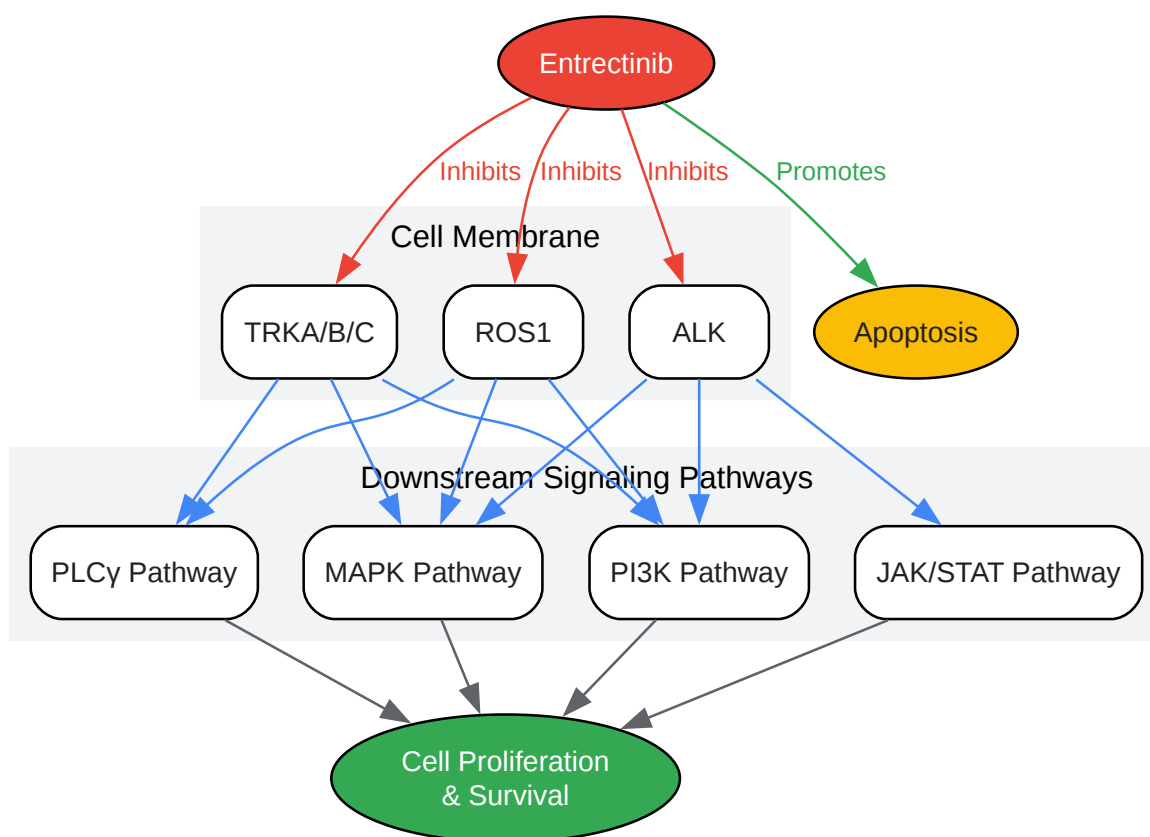 Entrectinib
Inhibits
Inhibits
Inhibits
Promotes
Cell Membrane
TRKA/B/C
ROS1
ALK
Apoptosis
Downstream Signaling Pathways
PLCγ Pathway
MAPK Pathway
PI3K Pathway
JAK/STAT Pathway
Cell Proliferation
& Survival